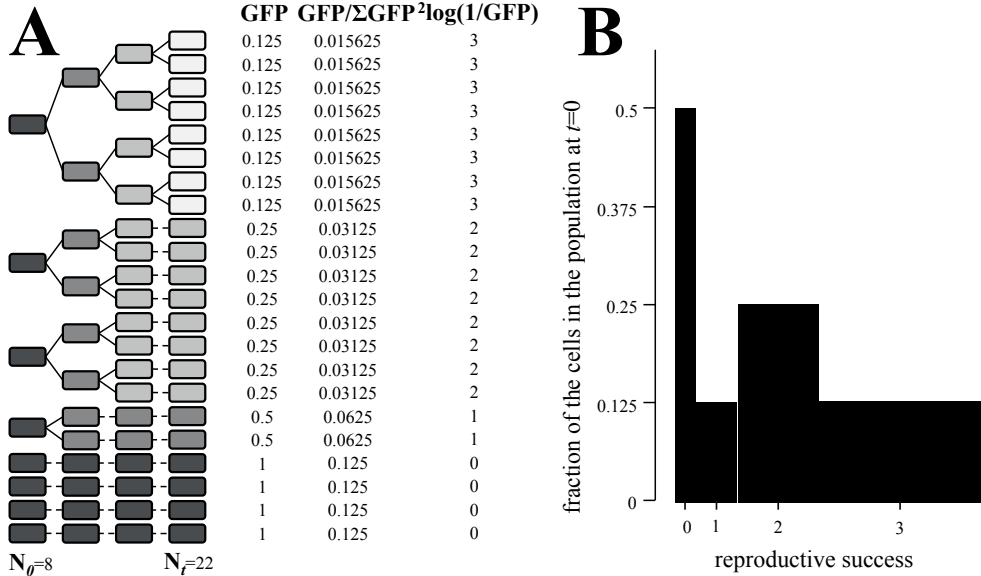 A
GFP GFP/ΣGFP ²log(1/GFP)
0.125 0.015625 3
0.125 0.015625 3
0.125 0.015625 3
0.125 0.015625 3
0.125 0.015625 3
0.125 0.015625 3
0.125 0.015625 3
0.125 0.015625 3
0.25 0.03125 2
0.25 0.03125 2
0.25 0.03125 2
0.25 0.03125 2
0.25 0.03125 2
0.25 0.03125 2
0.25 0.03125 2
0.25 0.03125 2
0.5 0.0625 1
0.5 0.0625 1
1 0.125 0
1 0.125 0
1 0.125 0
1 0.125 0
N0=8 Nt=22
B
fraction of the cells in the population at t=0
0.5
0.375
0.25
0.125
0
0 1 2 3
reproductive success